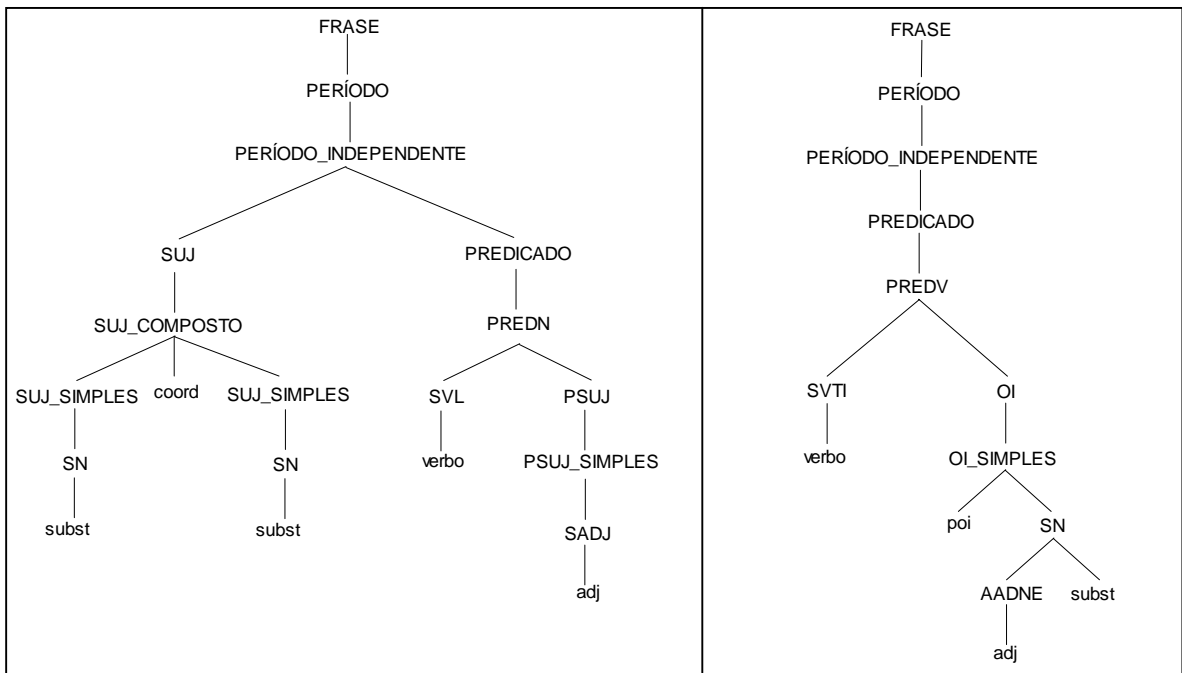 FRASE
PERÍODO
PERÍODO_INDEPENDENTE
SUJ PREDICADO
SUJ_COMPOSTO PREDN
SUJ_SIMPLES coord SUJ_SIMPLES SVL PSUJ
SN SN verbo PSUJ_SIMPLES
subst subst SADJ
adj
FRASE
PERÍODO
PERÍODO_INDEPENDENTE
PREDICADO
PREDV
SVTI OI
verbo OI_SIMPLES
poi SN
AADNE subst
adj